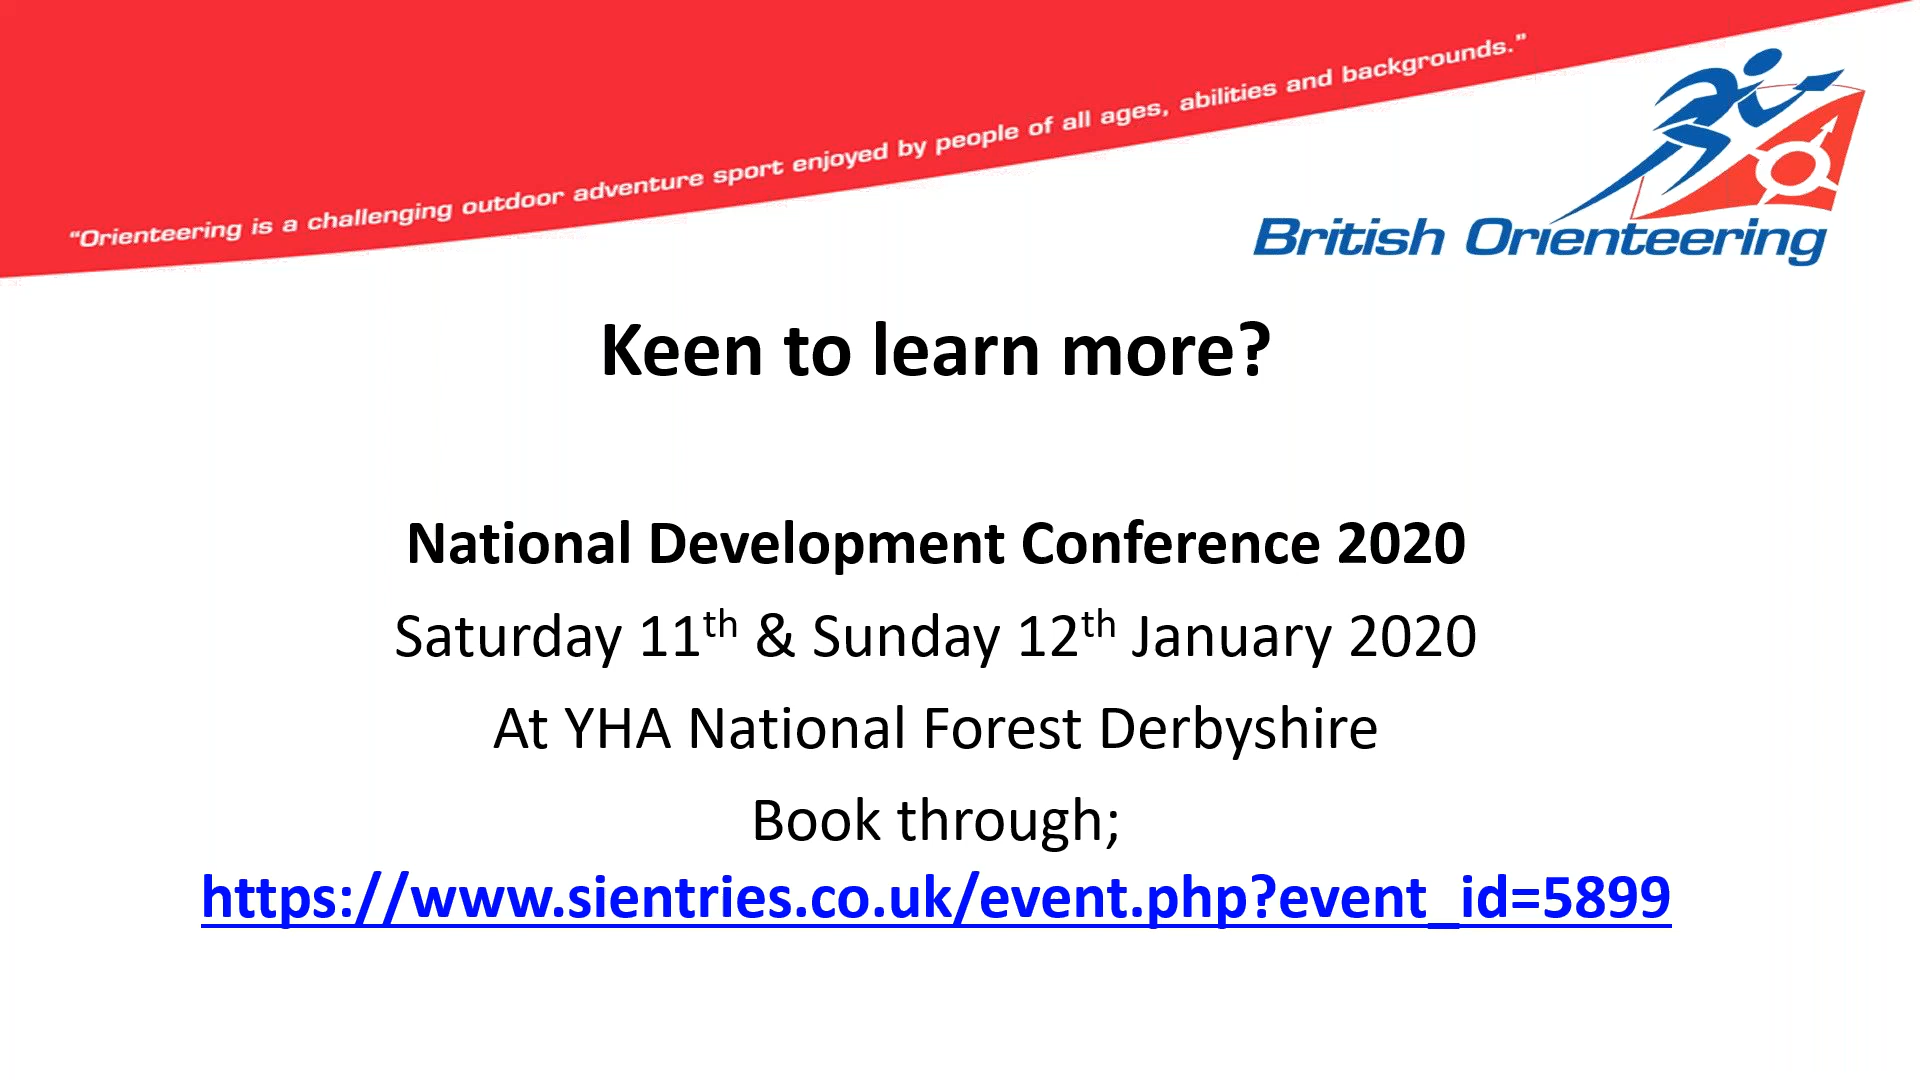 “Orienteering is a challenging outdoor adventure sport enjoyed by people of all ages, abilities and backgrounds.”
British Orienteering
Keen to learn more?
National Development Conference 2020
Saturday 11th & Sunday 12th January 2020
At YHA National Forest Derbyshire
Book through;
https://www.sientries.co.uk/event.php?event_id=5899